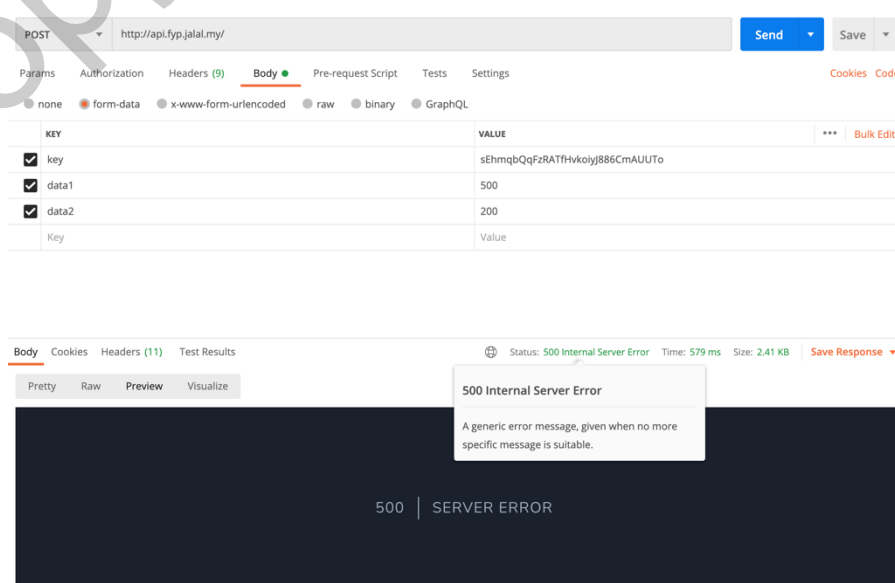 POST http://api.fyp.jalal.my/ Send Save
Params Authorization Headers (9) Body Pre-request Script Tests Settings Cookies Code
none form-data x-www-form-urlencoded raw binary GraphQL
KEY VALUE ••• Bulk Edit
key sEhmqbQqFzRATfHvkoiyJ886CmAUUTo
data1 500
data2 200
Key Value
Body Cookies Headers (11) Test Results Status: 500 Internal Server Error Time: 579 ms Size: 2.41 KB Save Response
Pretty Raw Preview Visualize
500 Internal Server Error
A generic error message, given when no more
specific message is suitable.
500 SERVER ERROR